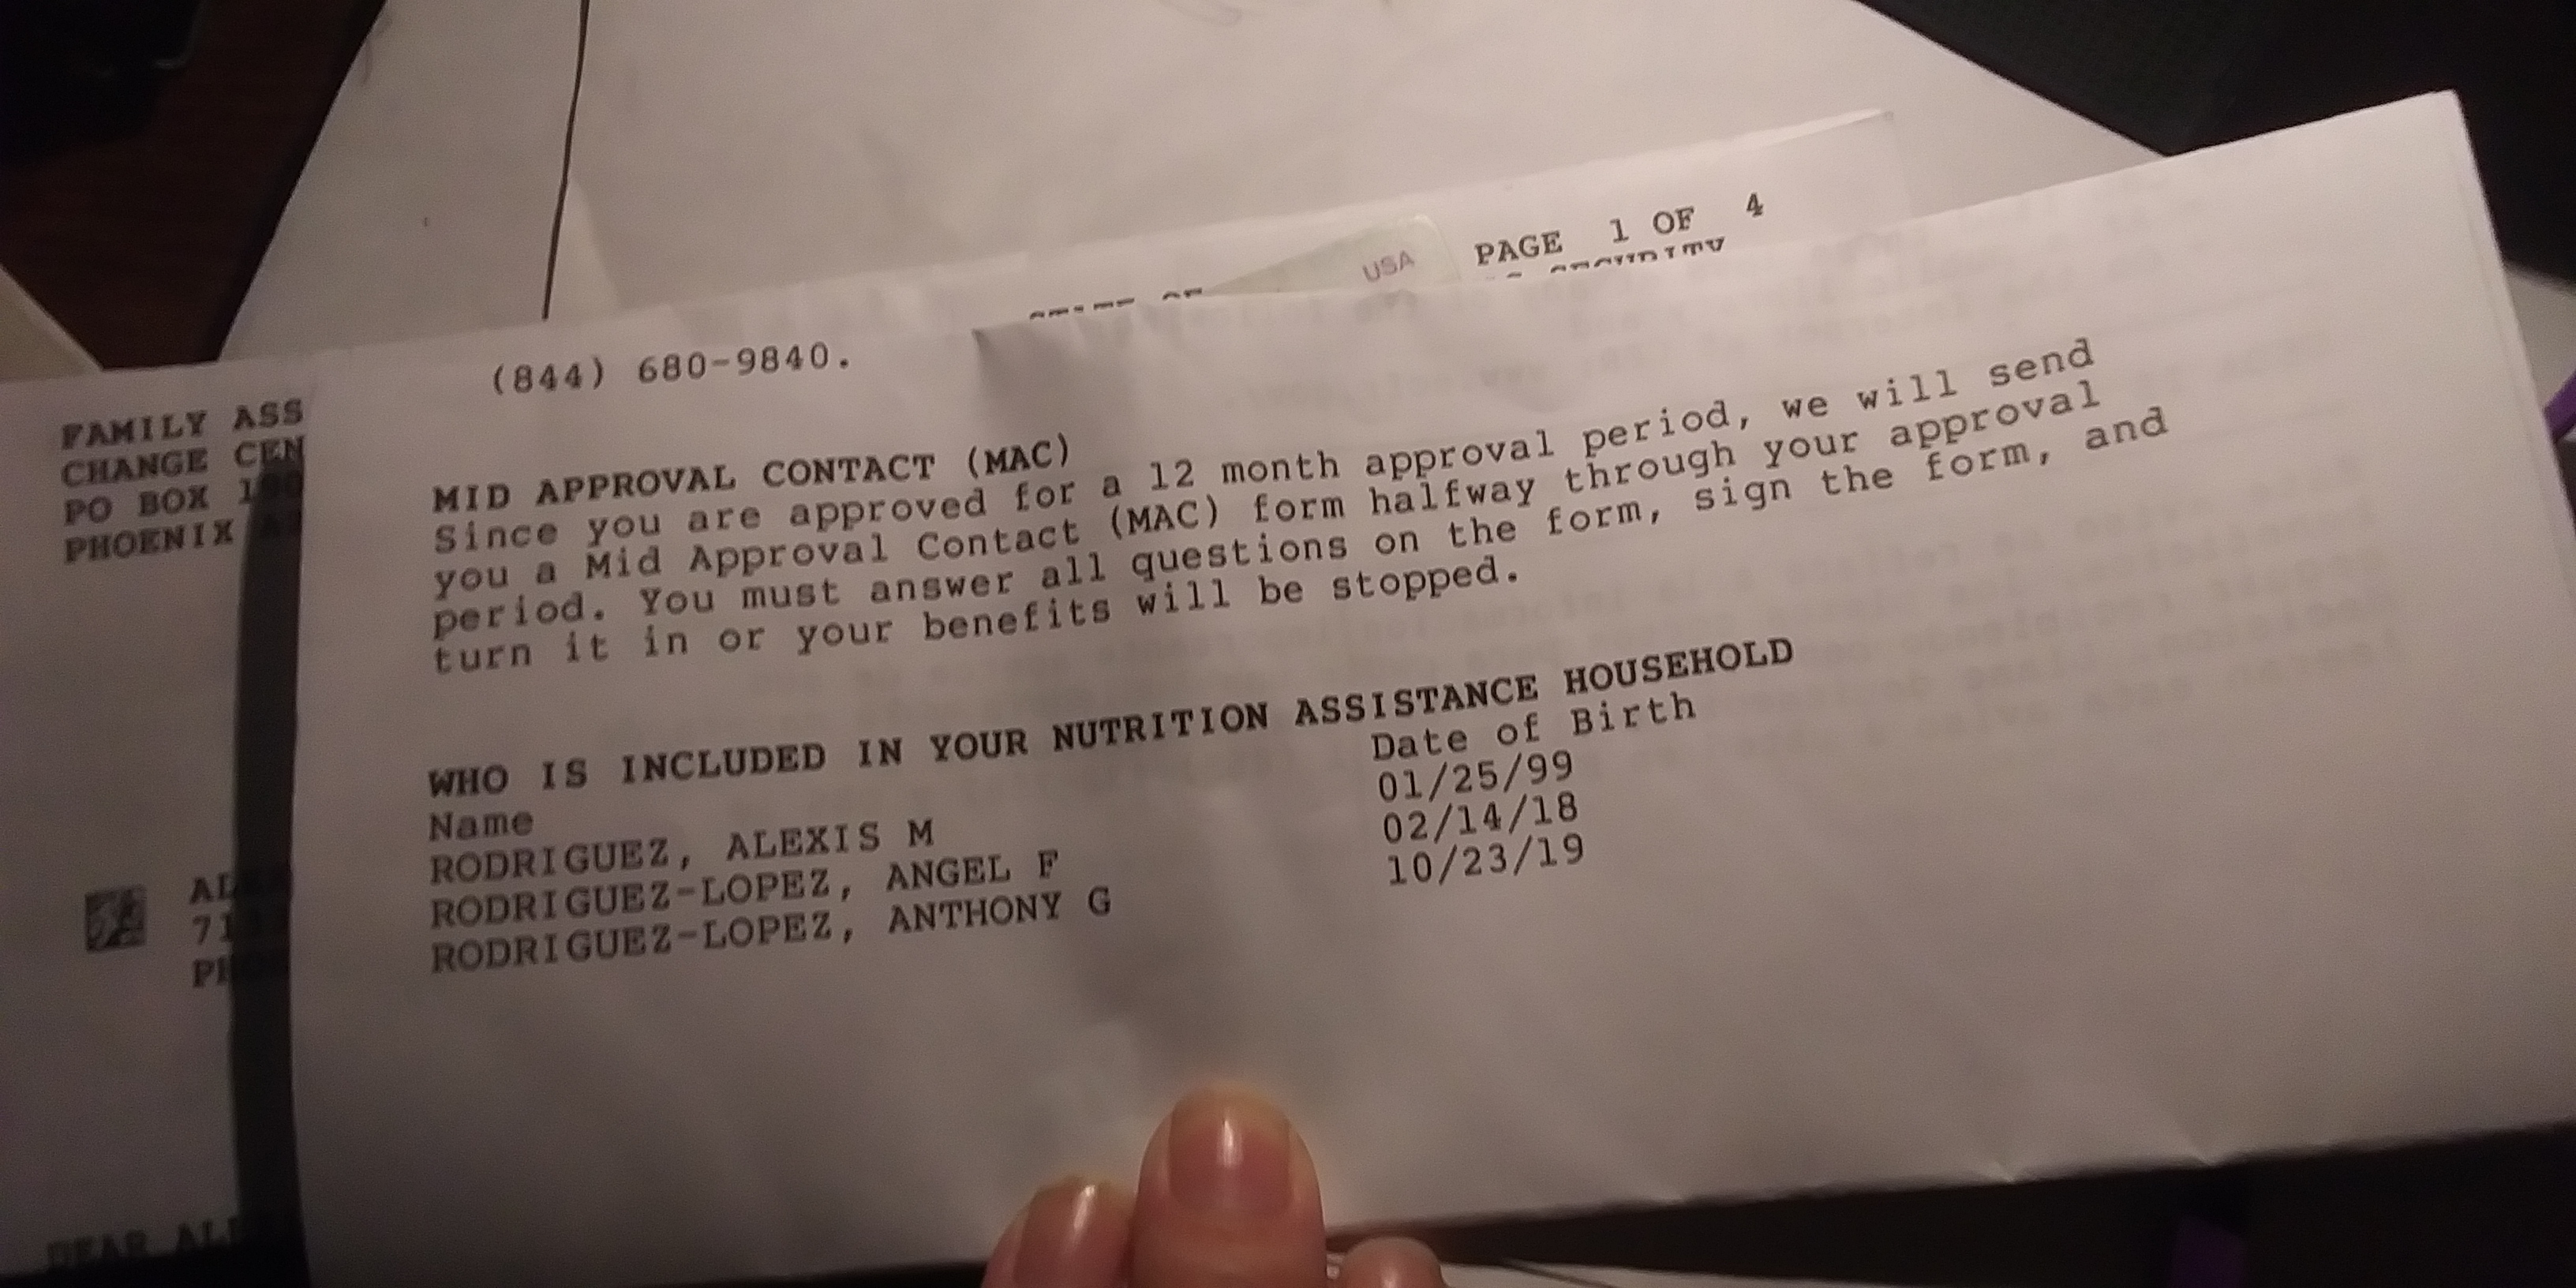 PAGE 1 OF 4
USA
(844) 680-9840.
FAMILY ASS
CHANGE CEN
PO BOX
PHOENIX
MID APPROVAL CONTACT (MAC)
Since you are approved for a 12 month approval period, we will send
you a Mid Approval Contact (MAC) form halfway through your approval
period. You must answer all questions on the form, sign the form, and
turn it in or your benefits will be stopped.
WHO IS INCLUDED IN YOUR NUTRITION ASSISTANCE HOUSEHOLD
Name Date of Birth
RODRIGUEZ, ALEXIS M 01/25/99
RODRIGUEZ-LOPEZ, ANGEL F 02/14/18
RODRIGUEZ-LOPEZ, ANTHONY G 10/23/19
DEAR